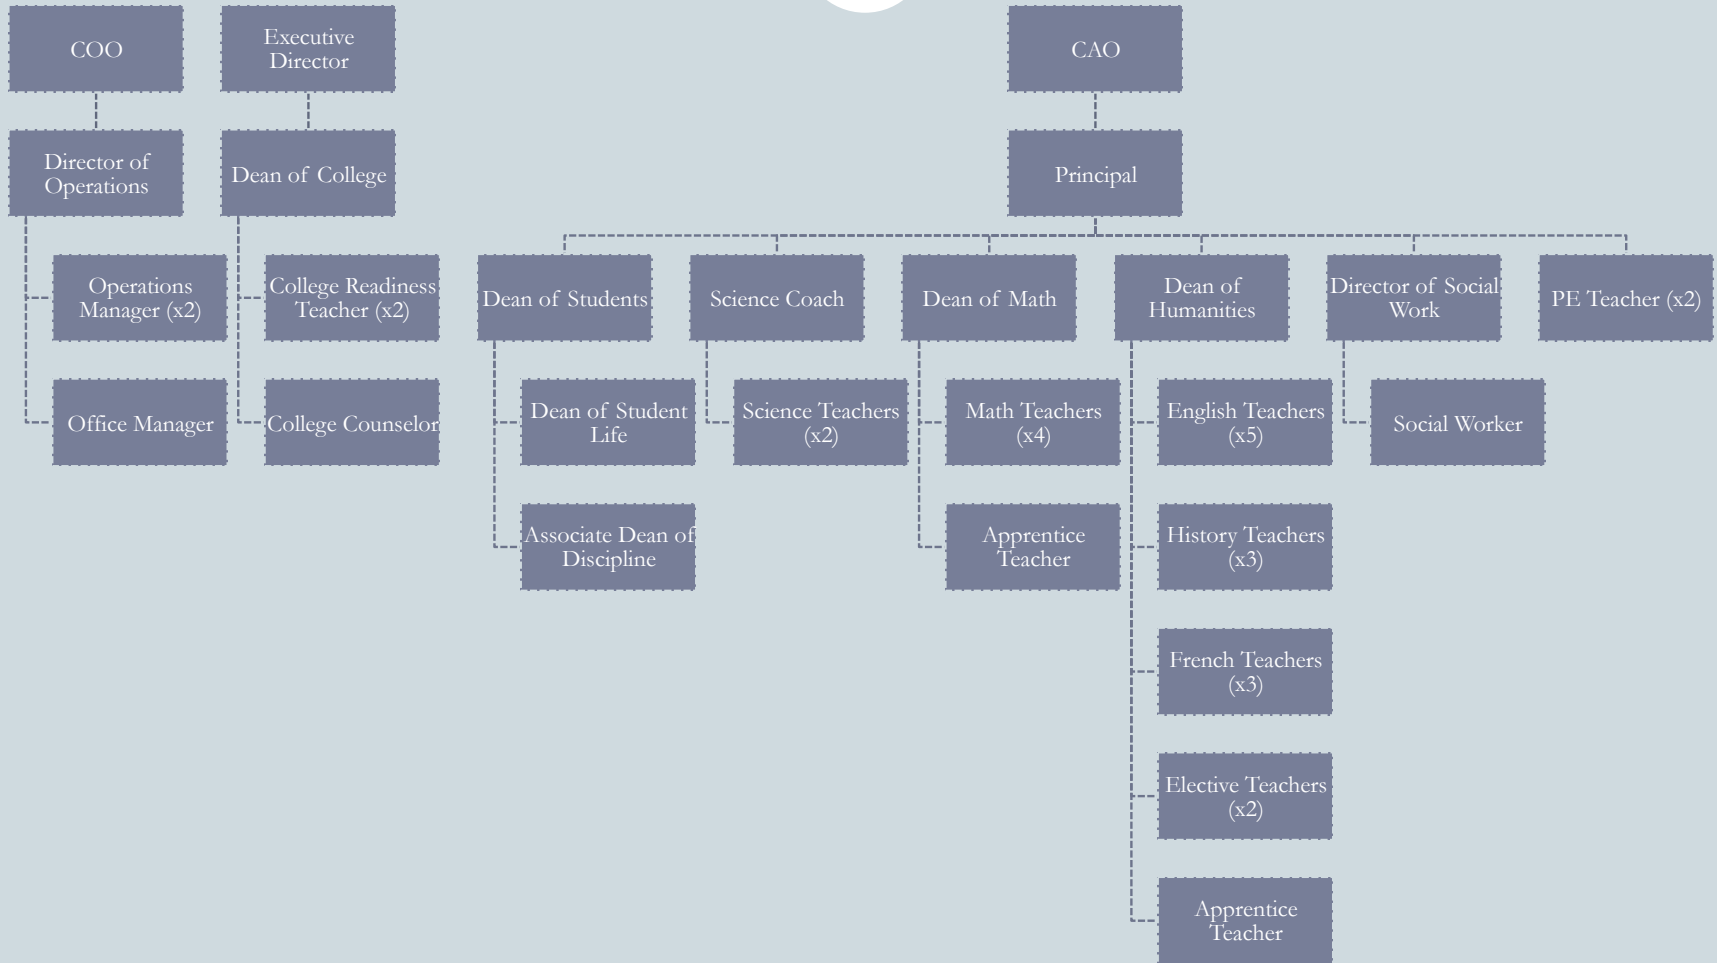 COO
Executive
Director
CAO
Director of
Operations
Dean of College
Principal
Operations
Manager (x2)
College Readiness
Teacher (x2)
Dean of Students
Science Coach
Dean of Math
Dean of
Humanities
Director of Social
Work
PE Teacher (x2)
Office Manager
College Counselor
Dean of Student
Life
Science Teachers
(x2)
Math Teachers
(x4)
English Teachers
(x5)
Social Worker
Associate Dean of
Discipline
Apprentice
Teacher
History Teachers
(x3)
French Teachers
(x3)
Elective Teachers
(x2)
Apprentice
Teacher